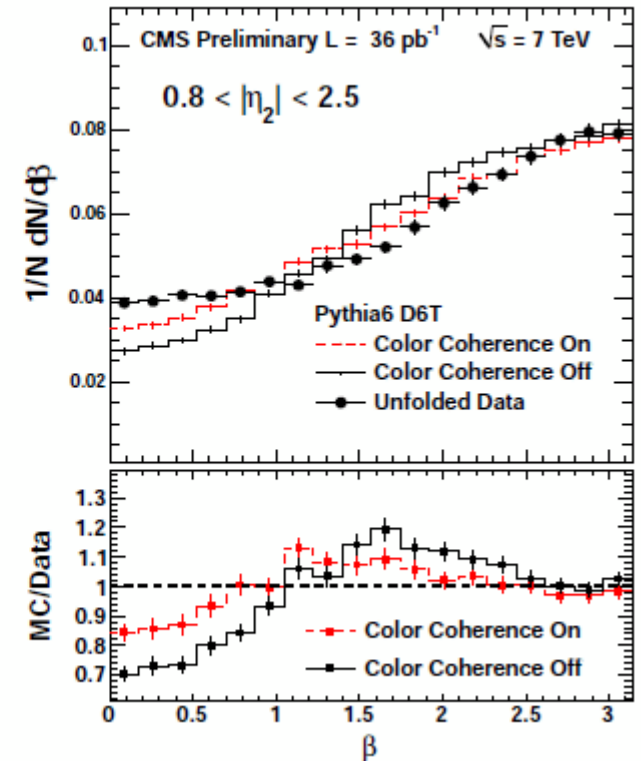 CMS Preliminary L = 36 pb⁻¹ √s = 7 TeV
0.8 < |η₂| < 2.5
1/N dN/dβ
0.1
0.08
0.06
0.04
0.02
Pythia6 D6T
Color Coherence On
Color Coherence Off
Unfolded Data
MC/Data
1.3
1.2
1.1
1
0.9
0.8
0.7
Color Coherence On
Color Coherence Off
0 0.5 1 1.5 2 2.5 3
β